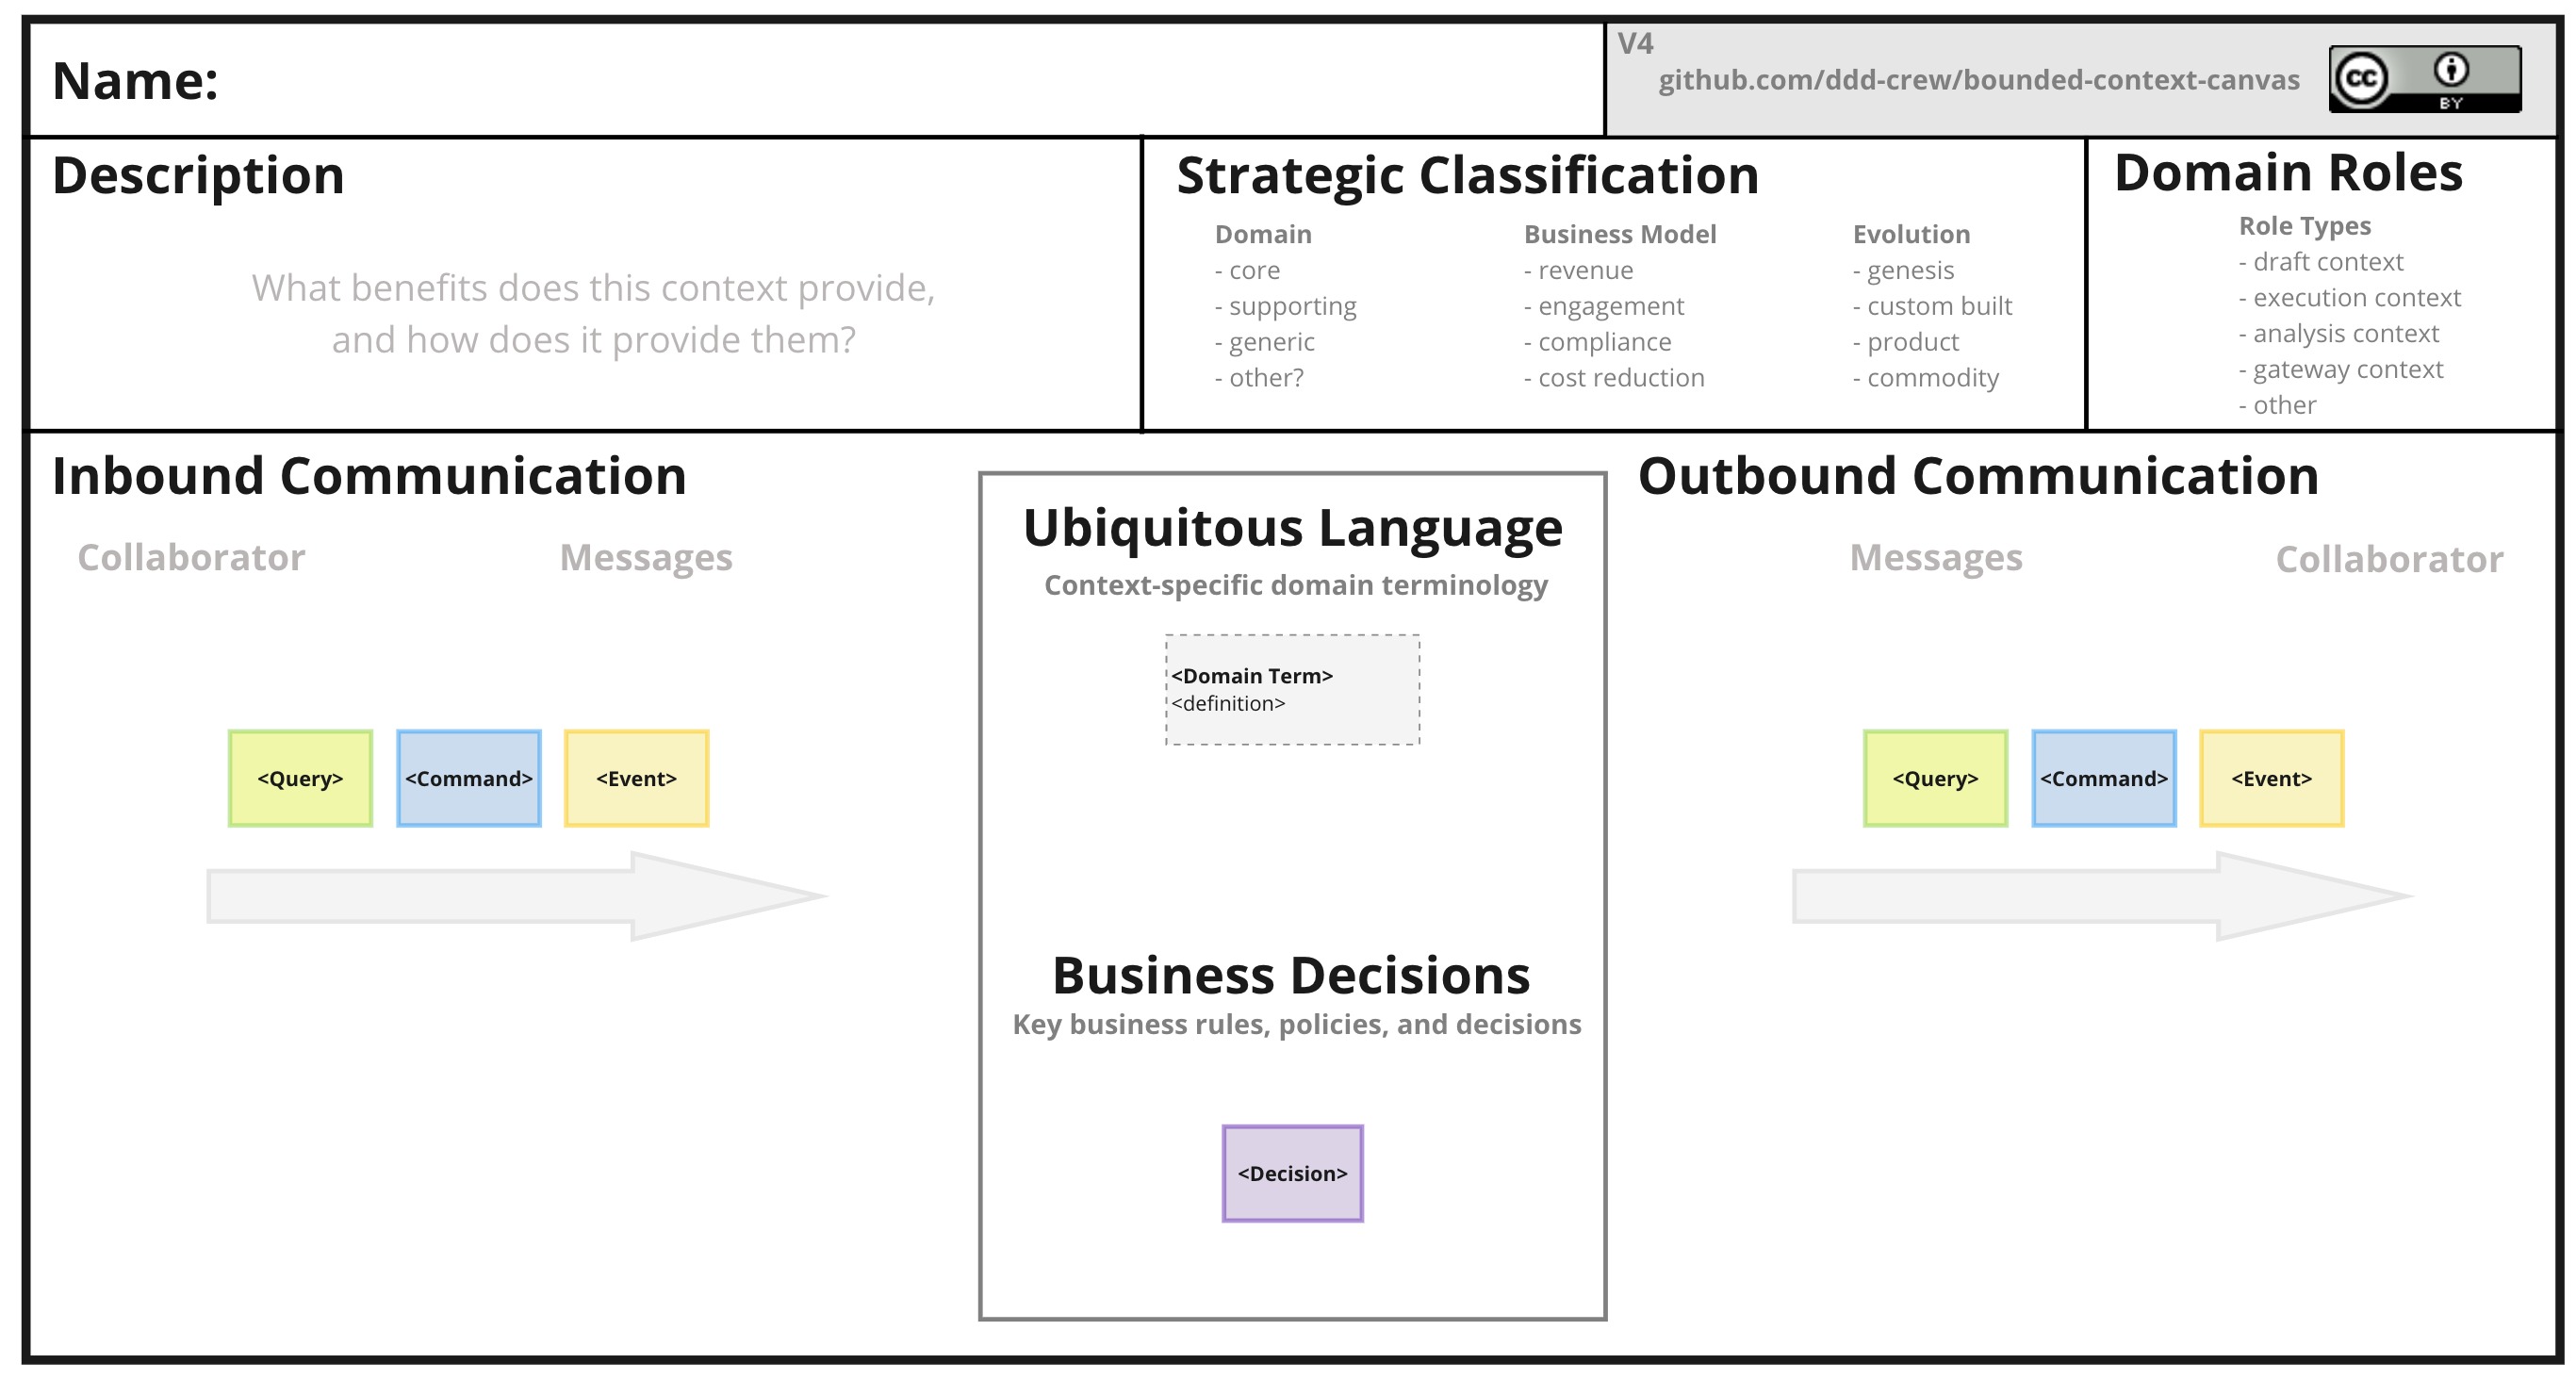 Name:
V4
github.com/ddd-crew/bounded-context-canvas
cc
BY
Description
What benefits does this context provide,
and how does it provide them?
Strategic Classification
Domain
- core
- supporting
- generic
- other?
Business Model
- revenue
- engagement
- compliance
- cost reduction
Evolution
- genesis
- custom built
- product
- commodity
Domain Roles
Role Types
- draft context
- execution context
- analysis context
- gateway context
- other
Inbound Communication
Collaborator
Messages
<Query>
<Command>
<Event>
Ubiquitous Language
Context-specific domain terminology
<Domain Term>
<definition>
Business Decisions
Key business rules, policies, and decisions
<Decision>
Outbound Communication
Messages
Collaborator
<Query>
<Command>
<Event>